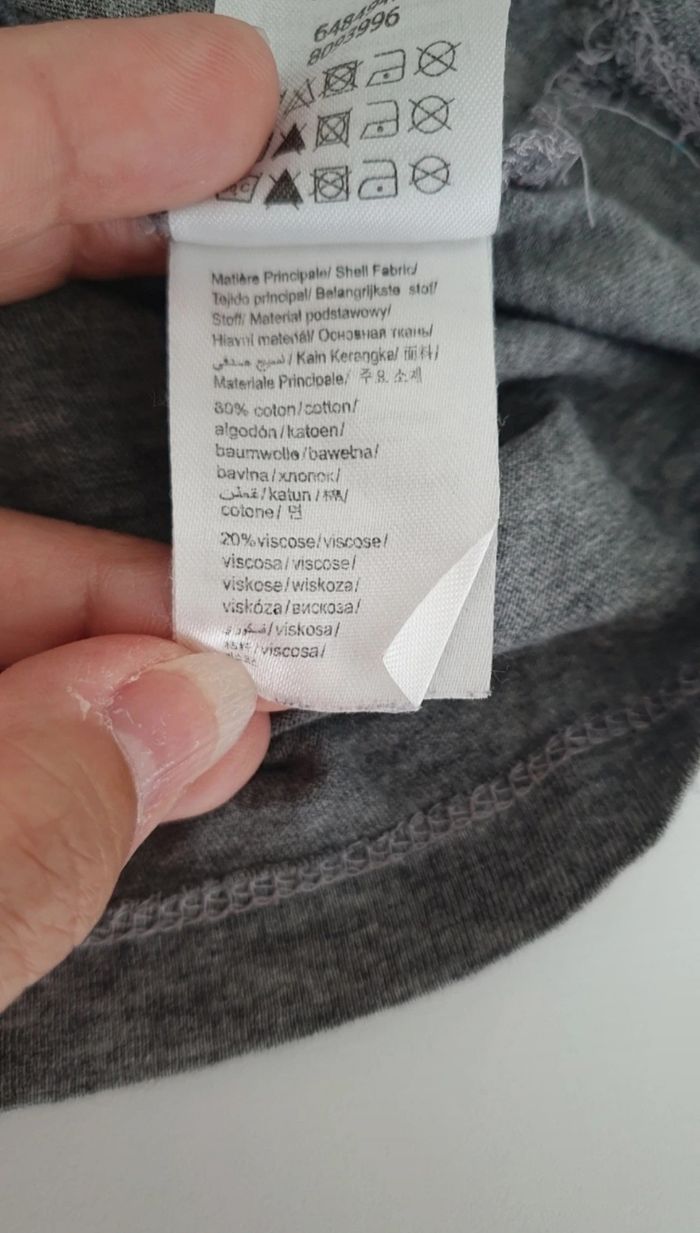 8093996
Matière Principale/ Shell Fabric/
Tejido principal/ Belangrijkste stof/
Stoff/ Materiał podstawowy/
Hlavní materiál/ Основная ткань/
/ Kain Kerangka/ 面料/
Materiale Principale/ 주요 소재
80% coton/cotton/
algodón/katoen/
baumwolle/bawełna/
bavlna/хлопок/
قطن/katun/棉/
cotone/ 면
20%viscose/viscose/
viscosa/viscose/
viskose/wiskoza/
viskóza/вискоза/
/viskosa/
/viscosa/